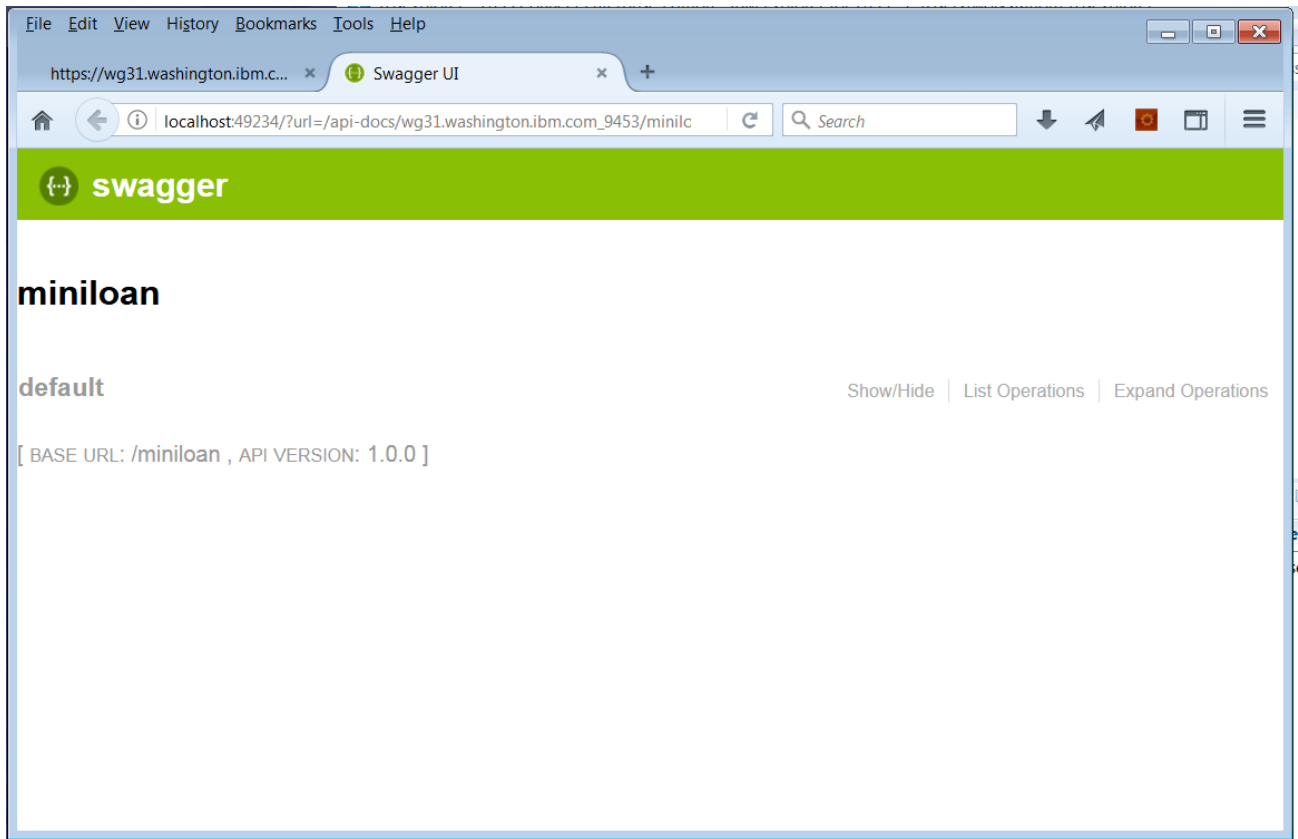 File Edit View History Bookmarks Tools Help
https://wg31.washington.ibm.c... × Swagger UI × +
localhost:49234/?url=/api-docs/wg31.washington.ibm.com_9453/minilo Search
{···} swagger
miniloan
default Show/Hide List Operations Expand Operations
[ BASE URL: /miniloan , API VERSION: 1.0.0 ]